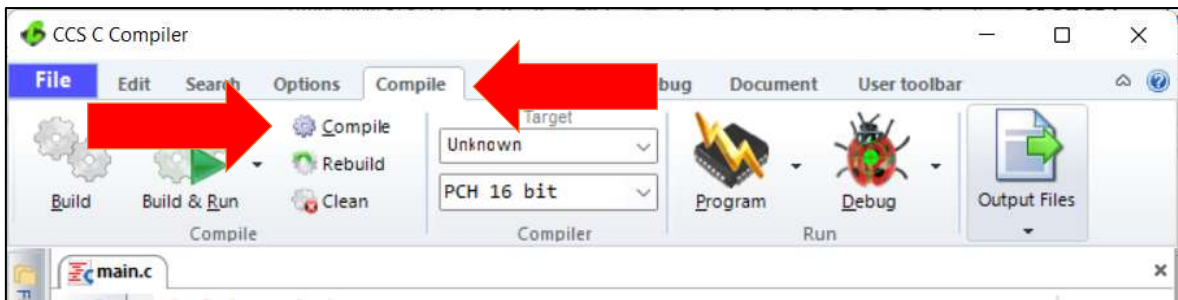 CCS C Compiler
File Edit Search Options Compile bug Document User toolbar
Compile Target
Unknown
Rebuild
PCH 16 bit
Build Build & Run Clean Program Debug Output Files
Compile Compiler Run
main.c